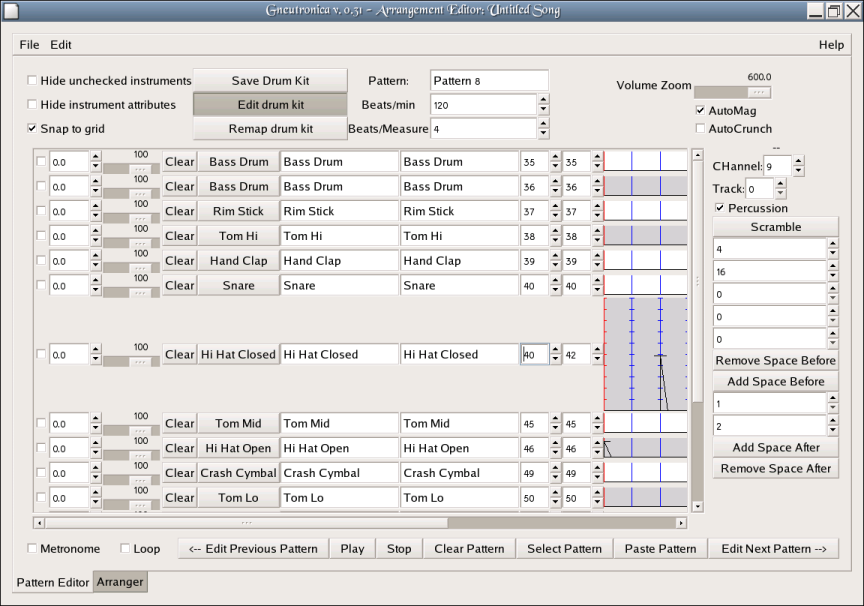 Gneutronica v. 0.31 - Arrangement Editor: Untitled Song
File Edit Help
Hide unchecked instruments Save Drum Kit Pattern: Pattern 8
Hide instrument attributes Edit drum kit Beats/min 120
Snap to grid Remap drum kit Beats/Measure 4
Volume Zoom 600.0
AutoMag
AutoCrunch
0.0 100 Clear Bass Drum Bass Drum Bass Drum 35 35
0.0 100 Clear Bass Drum Bass Drum Bass Drum 36 36
0.0 100 Clear Rim Stick Rim Stick Rim Stick 37 37
0.0 100 Clear Tom Hi Tom Hi Tom Hi 38 38
0.0 100 Clear Hand Clap Hand Clap Hand Clap 39 39
0.0 100 Clear Snare Snare Snare 40 40
0.0 100 Clear Hi Hat Closed Hi Hat Closed Hi Hat Closed 40 42
0.0 100 Clear Tom Mid Tom Mid Tom Mid 45 45
0.0 100 Clear Hi Hat Open Hi Hat Open Hi Hat Open 46 46
0.0 100 Clear Crash Cymbal Crash Cymbal Crash Cymbal 49 49
0.0 100 Clear Tom Lo Tom Lo Tom Lo 50 50
--
CHannel: 9
Track: 0
Percussion
Scramble
4
16
0
0
0
Remove Space Before
Add Space Before
1
2
Add Space After
Remove Space After
Metronome Loop <-- Edit Previous Pattern Play Stop Clear Pattern Select Pattern Paste Pattern Edit Next Pattern -->
Pattern Editor Arranger